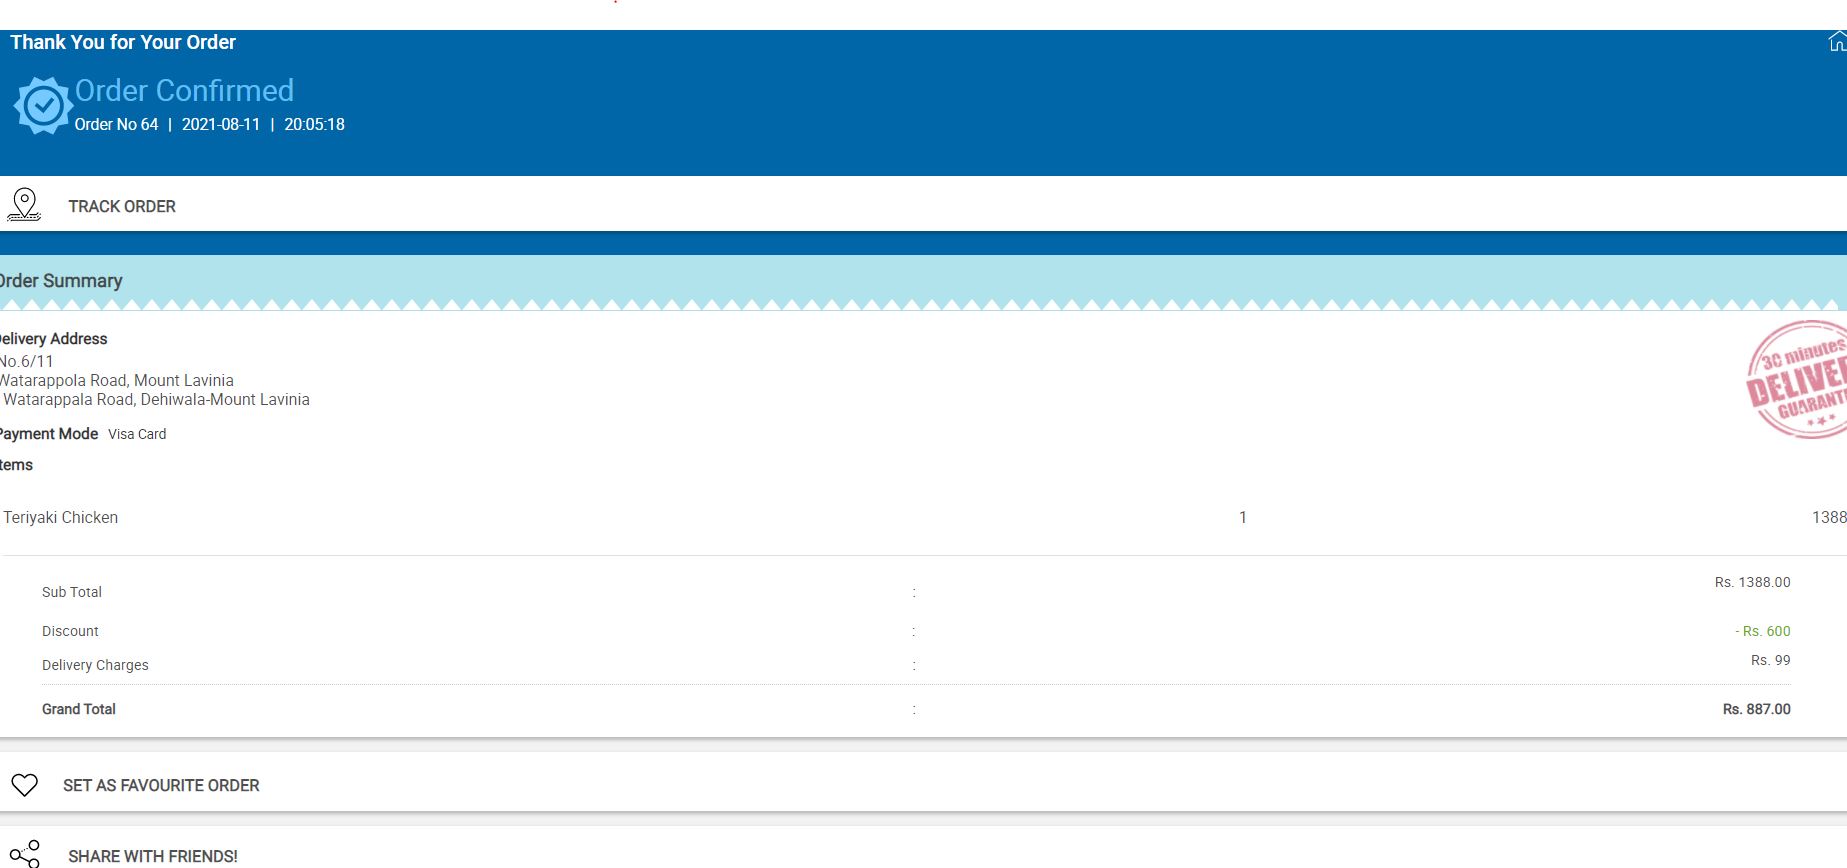 Thank You for Your Order
Order Confirmed
Order No 64 | 2021-08-11 | 20:05:18
TRACK ORDER
Order Summary
Delivery Address
No.6/11
Watarappola Road, Mount Lavinia
Watarappala Road, Dehiwala-Mount Lavinia
30 minutes
DELIVE
GUARANT
Payment Mode Visa Card
Items
Teriyaki Chicken 1 1388
Sub Total : Rs. 1388.00
Discount : - Rs. 600
Delivery Charges : Rs. 99
Grand Total : Rs. 887.00
SET AS FAVOURITE ORDER
SHARE WITH FRIENDS!